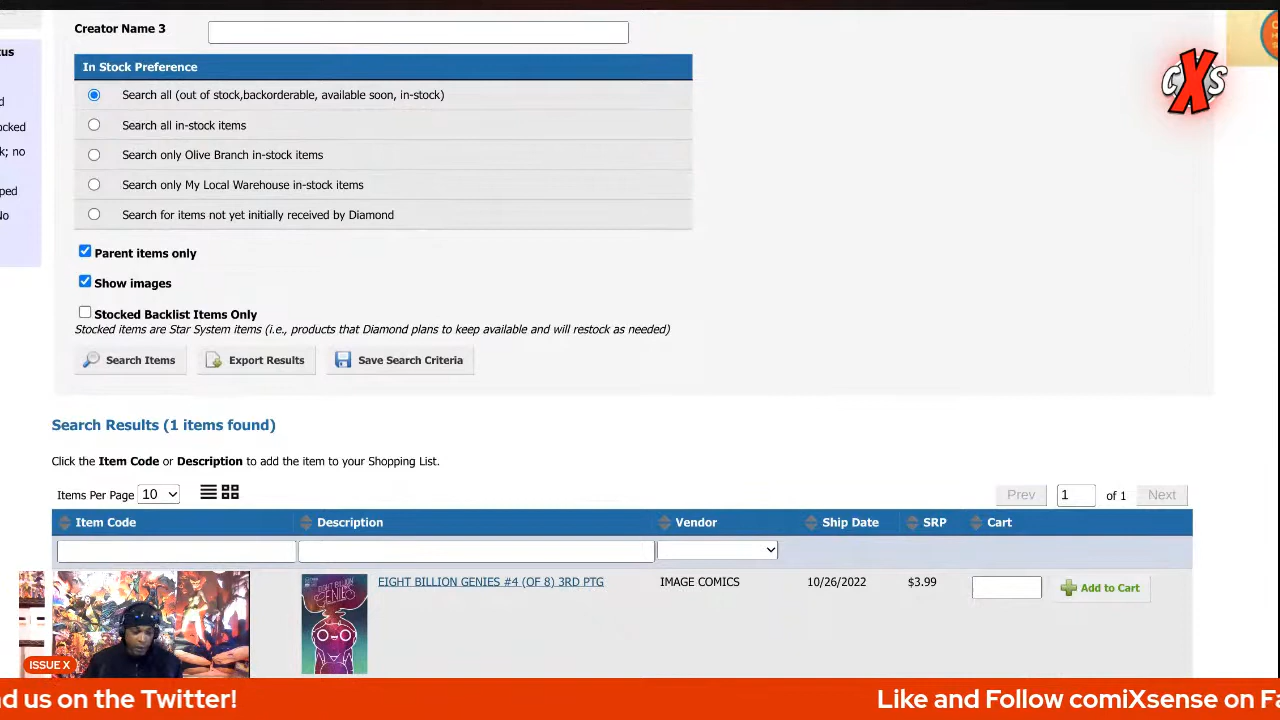 Creator Name 3
tus
In Stock Preference
Search all (out of stock,backorderable, available soon, in-stock)
d
Search all in-stock items
ocked
k; no
Search only Olive Branch in-stock items
Search only My Local Warehouse in-stock items
ped
No
Search for items not yet initially received by Diamond
CXS
Parent items only
Show images
Stocked Backlist Items Only
Stocked items are Star System items (i.e., products that Diamond plans to keep available and will restock as needed)
Search Items Export Results Save Search Criteria
Search Results (1 items found)
Click the Item Code or Description to add the item to your Shopping List.
Items Per Page 10 Prev 1 of 1 Next
Item Code Description Vendor Ship Date SRP Cart
EIGHT BILLION GENIES #4 (OF 8) 3RD PTG IMAGE COMICS 10/26/2022 $3.99 Add to Cart
ISSUE X
nd us on the Twitter! Like and Follow comiXsense on Fa